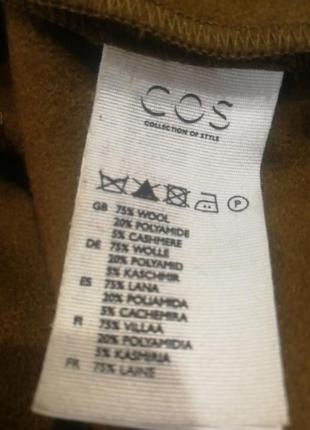 COS
COLLECTION OF STYLE
P
GB 75% WOOL
20% POLYAMIDE
5% CASHMERE
DE 75% WOLLE
20% POLYAMID
5% KASCHMIR
ES 75% LANA
20% POLIAMIDA
5% CACHEMIRA
FI 75% VILLAA
20% POLYAMIDIA
5% KASMIRIA
FR 75% LAINE